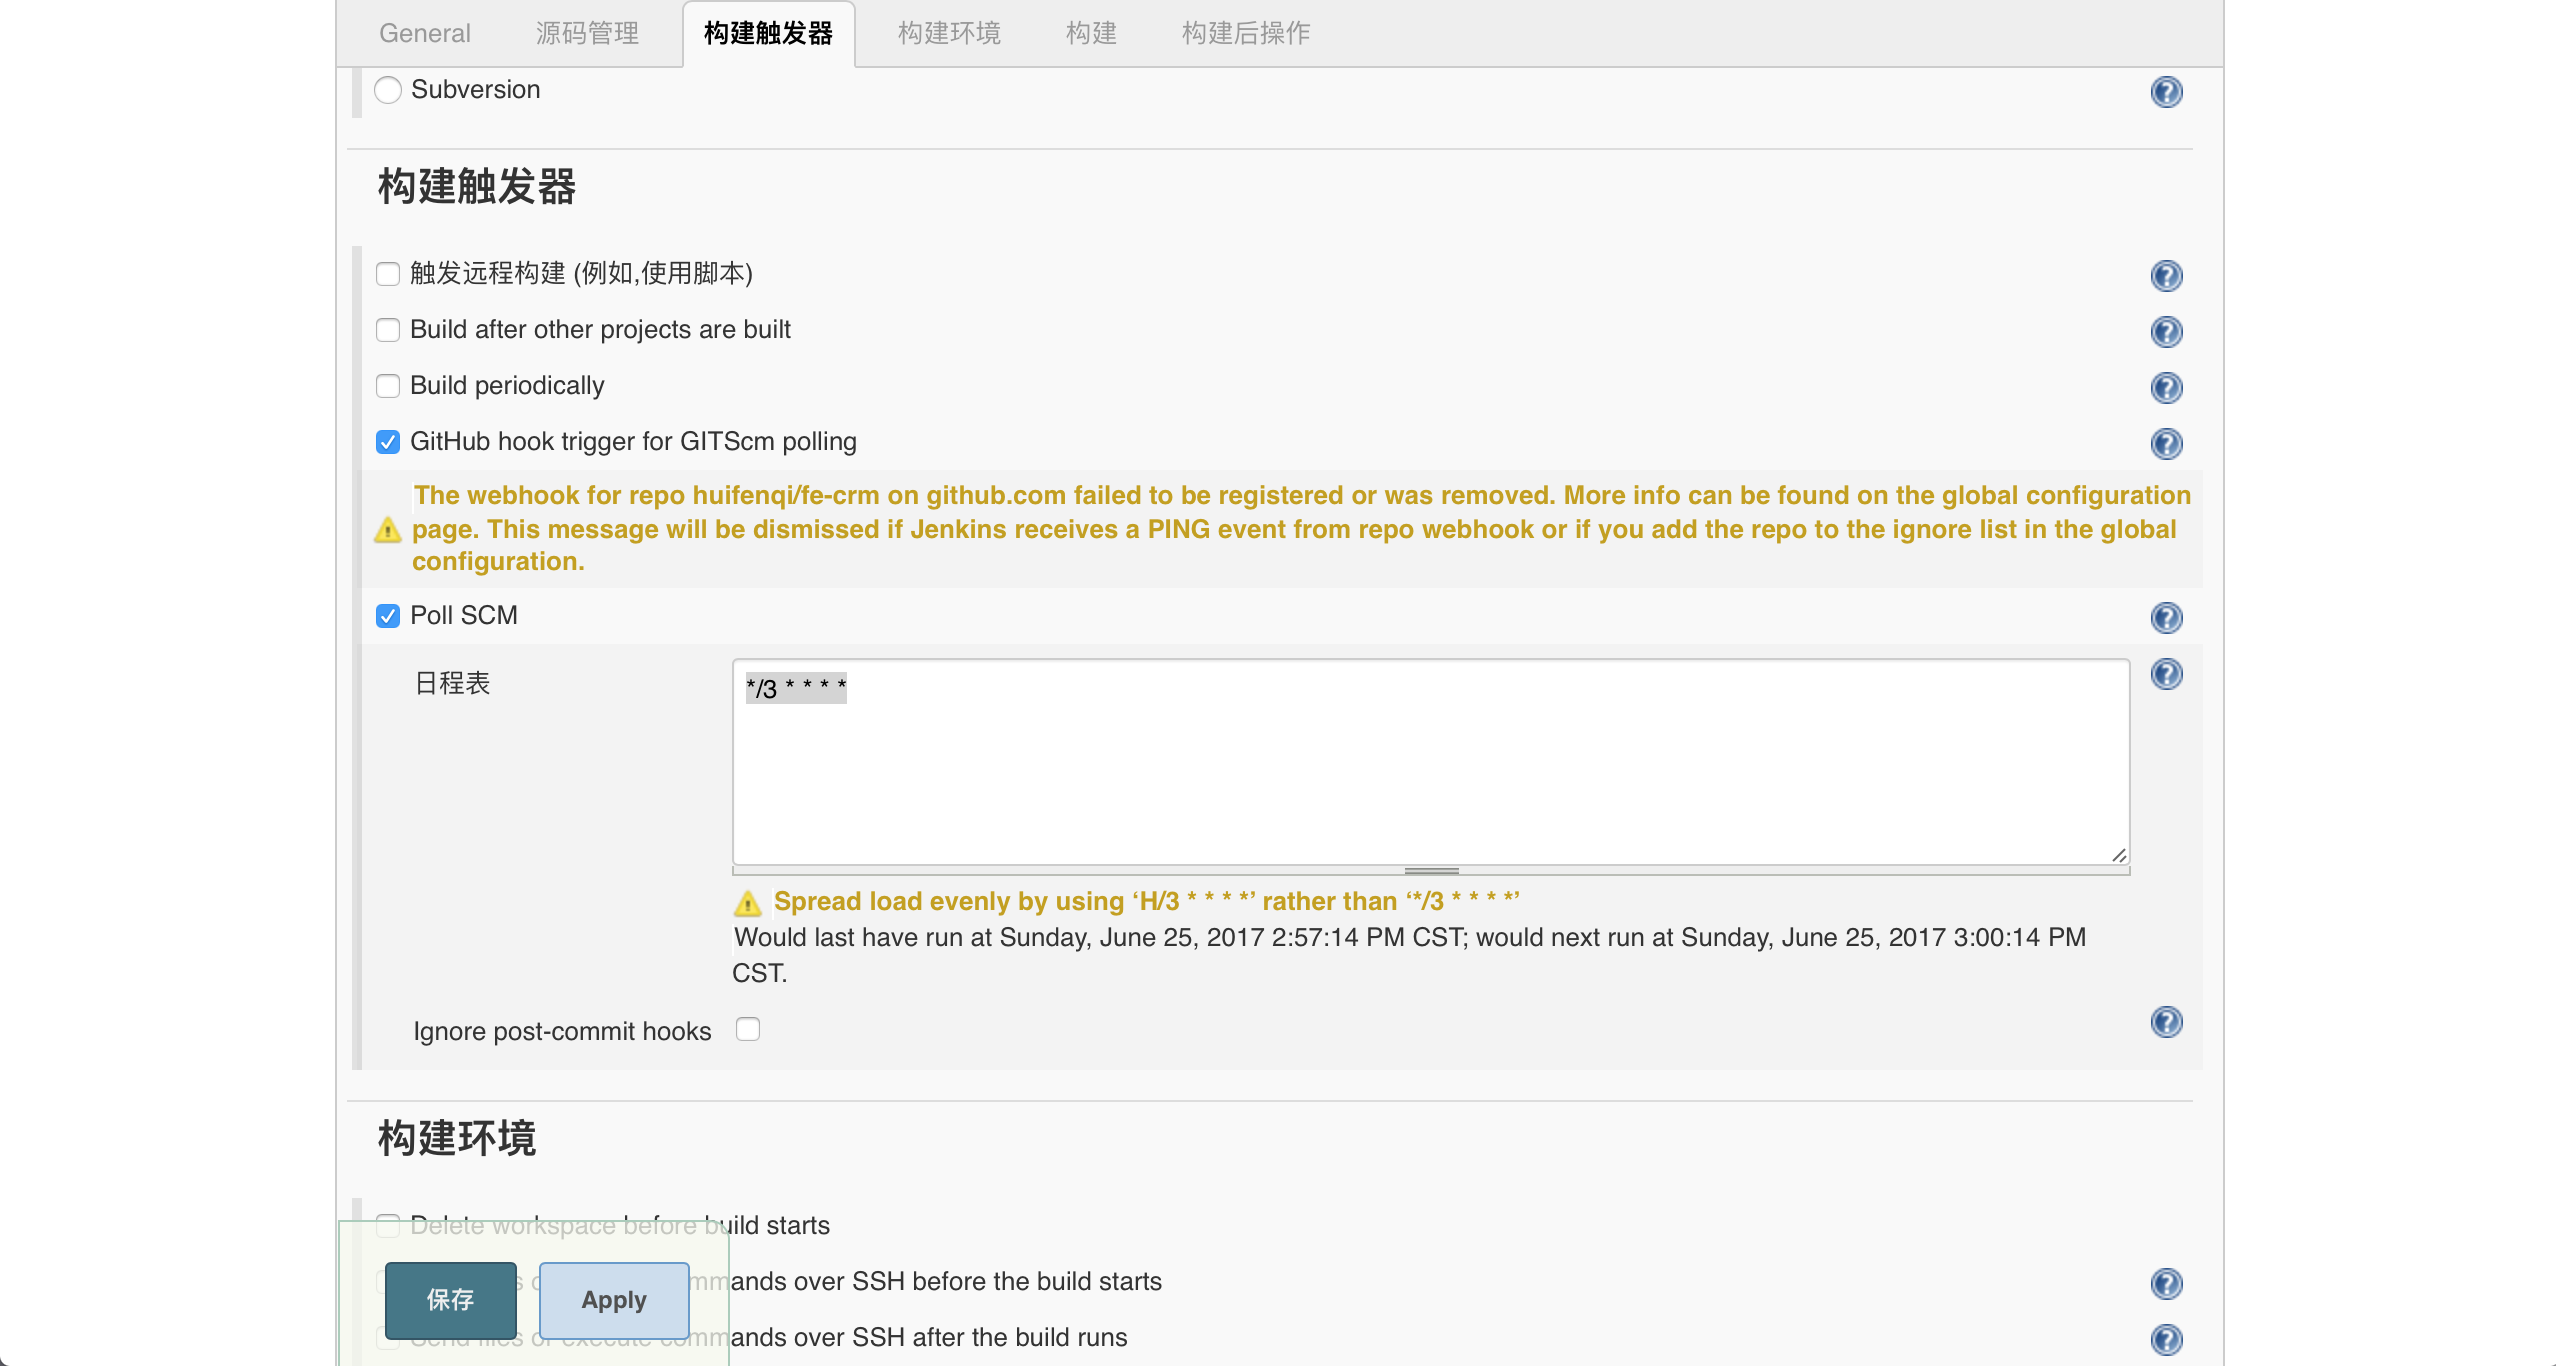 General 源码管理 构建触发器 构建环境 构建 构建后操作
Subversion
构建触发器
触发远程构建 (例如,使用脚本)
Build after other projects are built
Build periodically
GitHub hook trigger for GITScm polling
The webhook for repo huifenqi/fe-crm on github.com failed to be registered or was removed. More info can be found on the global configuration
page. This message will be dismissed if Jenkins receives a PING event from repo webhook or if you add the repo to the ignore list in the global
configuration.
Poll SCM
日程表
*/3 * * * *
Spread load evenly by using ‘H/3 * * * *’ rather than ‘*/3 * * * *’
Would last have run at Sunday, June 25, 2017 2:57:14 PM CST; would next run at Sunday, June 25, 2017 3:00:14 PM
CST.
Ignore post-commit hooks
构建环境
Delete workspace before build starts
commands over SSH before the build starts
Send files or execute commands over SSH after the build runs
保存 Apply